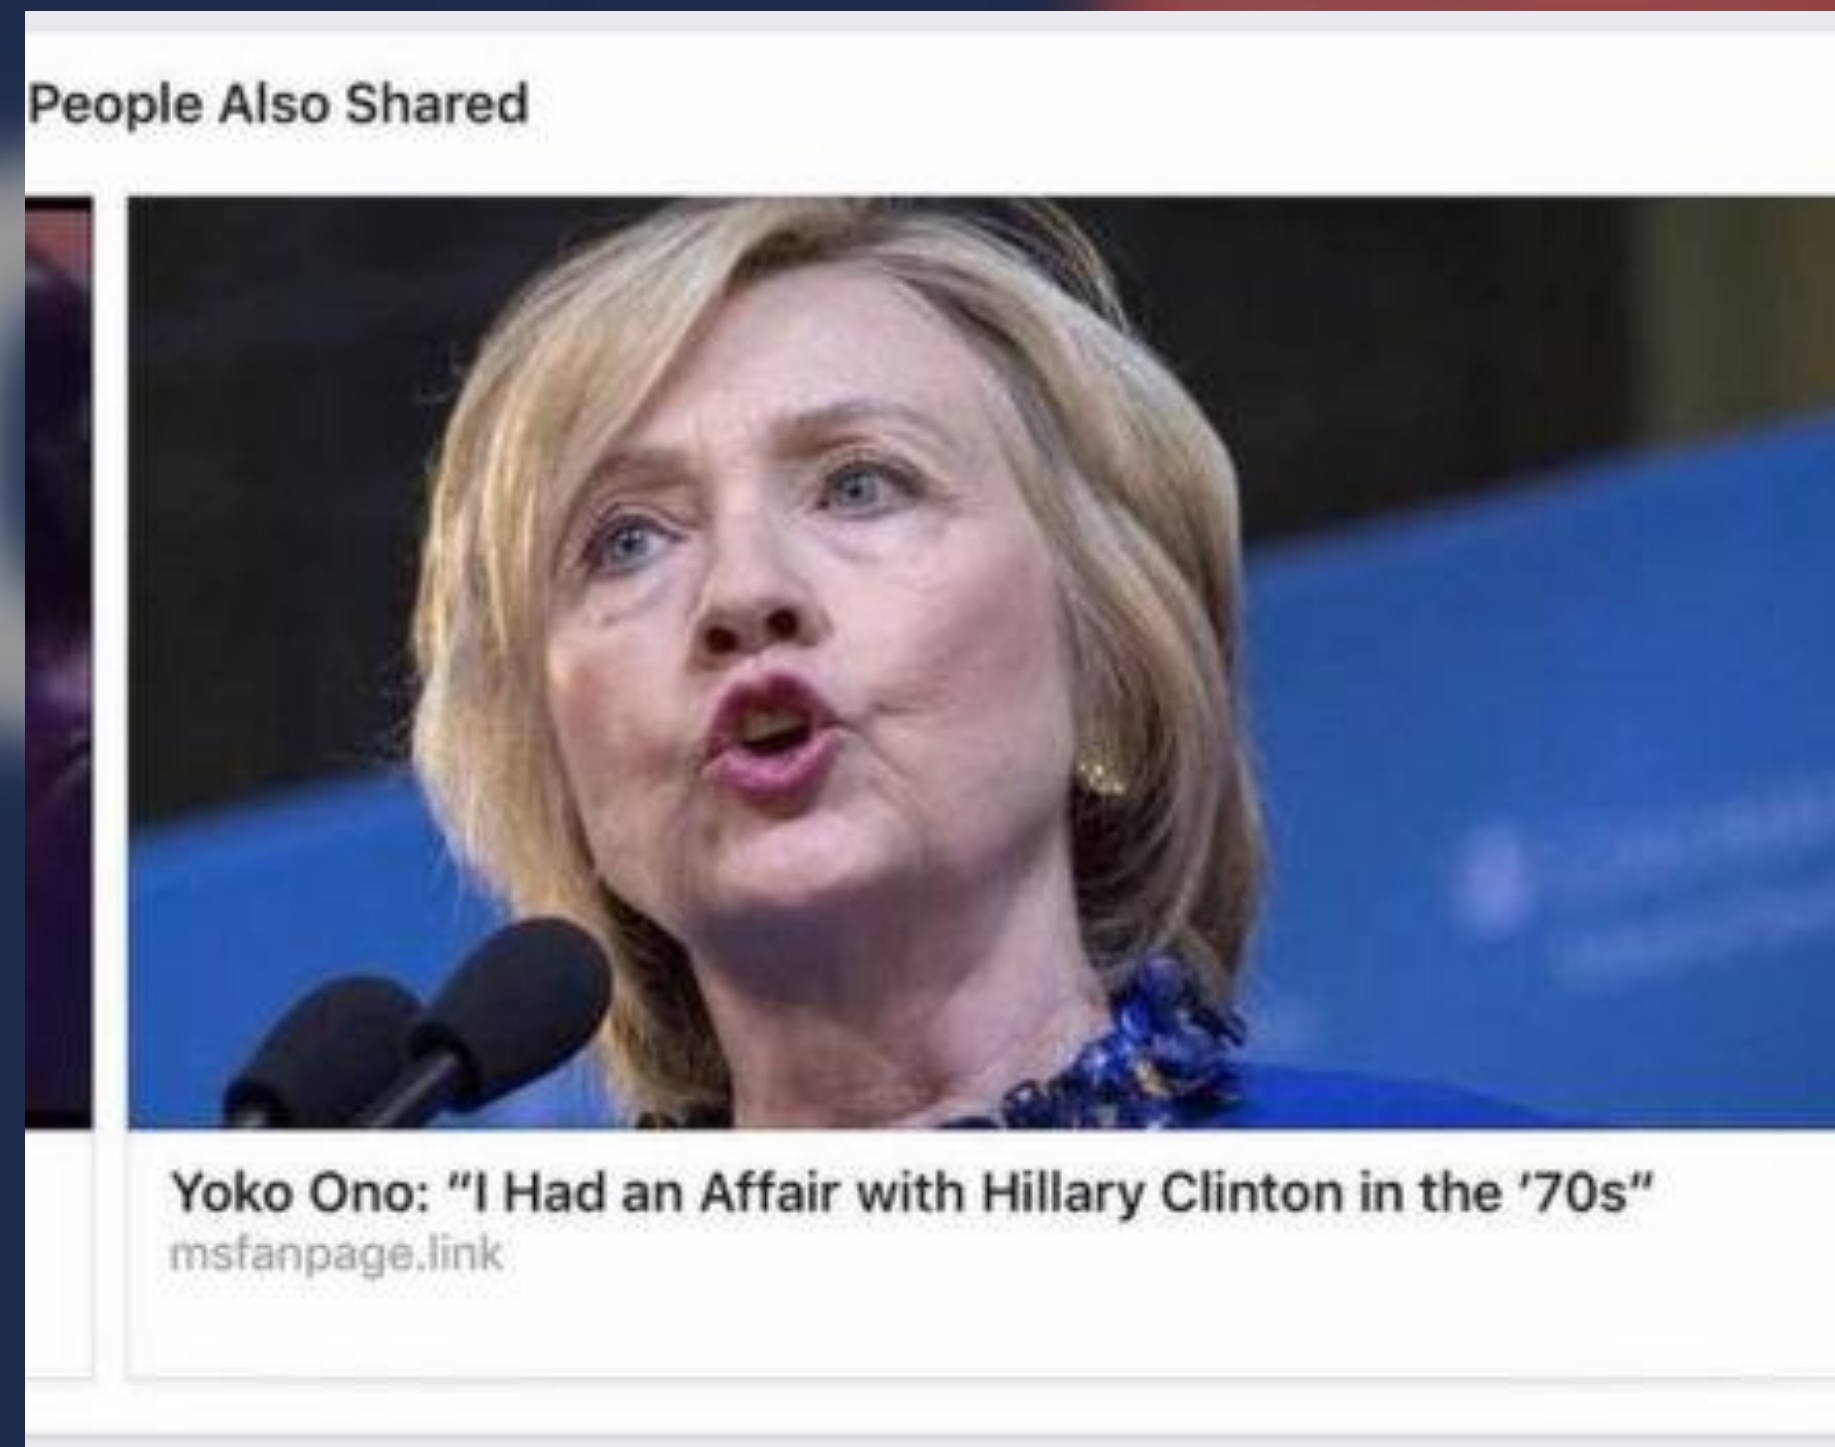 People Also Shared
Yoko Ono: “I Had an Affair with Hillary Clinton in the ’70s”
msfanpage.link